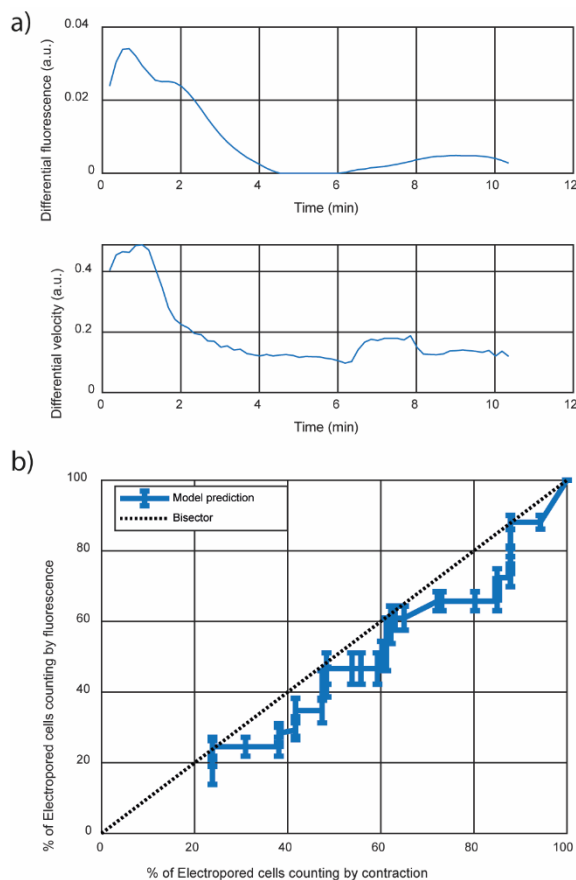 a)
Differential fluorescence (a.u.)
0.04
0.02
0
0 2 4 6 8 10 12
Time (min)
Differential velocity (a.u.)
0.4
0.2
0
0 2 4 6 8 10 12
Time (min)
b)
% of Electropored cells counting by fluorescence
100
80
60
40
20
0
Model prediction
Bisector
0 20 40 60 80 100
% of Electropored cells counting by contraction